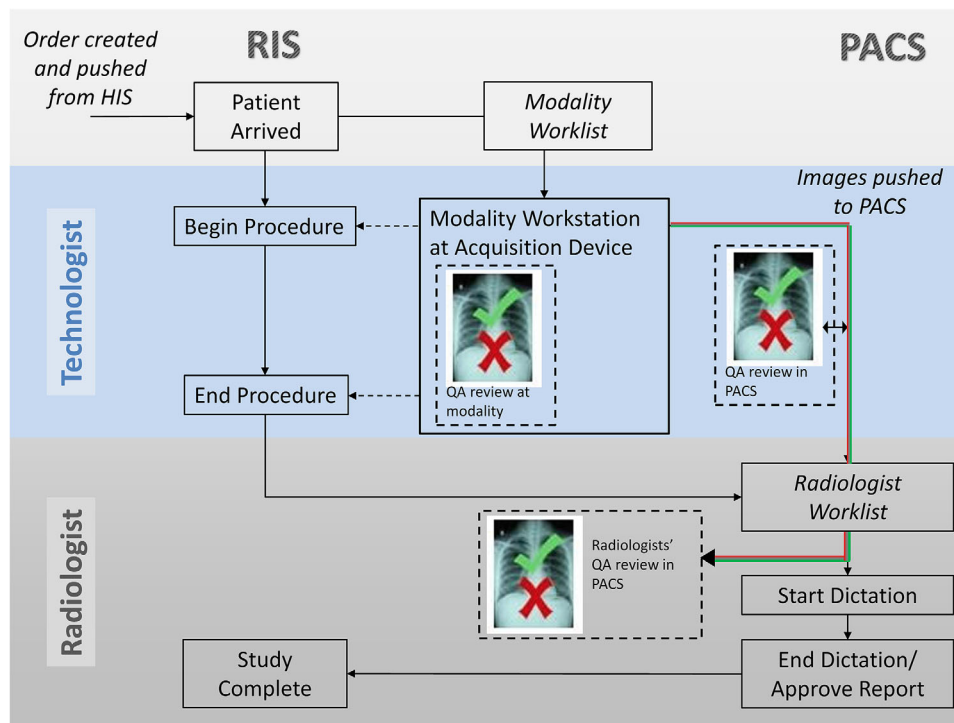 Order created
and pushed
from HIS
RIS
PACS
Patient
Arrived
Modality
Worklist
Images pushed
to PACS
Technologist
Begin Procedure
Modality Workstation
at Acquisition Device
QA review at
modality
QA review in
PACS
End Procedure
Radiologist
Radiologist
Worklist
Radiologists’
QA review in
PACS
Start Dictation
Study
Complete
End Dictation/
Approve Report